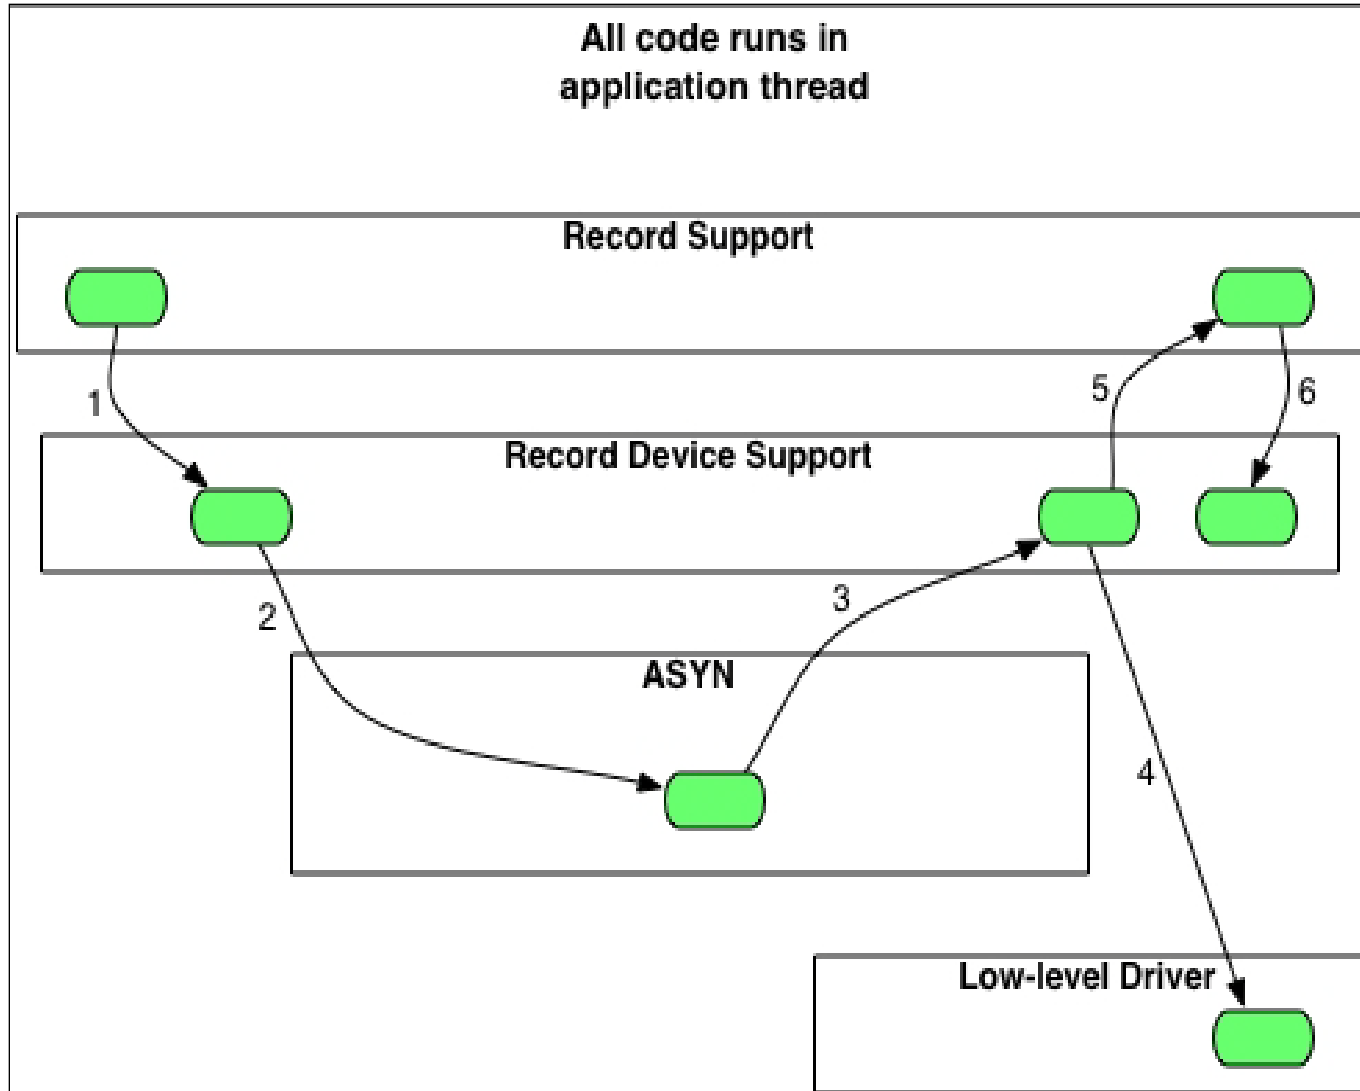 All code runs in
application thread
Record Support
1
5
6
Record Device Support
2
3
ASYN
4
Low-level Driver